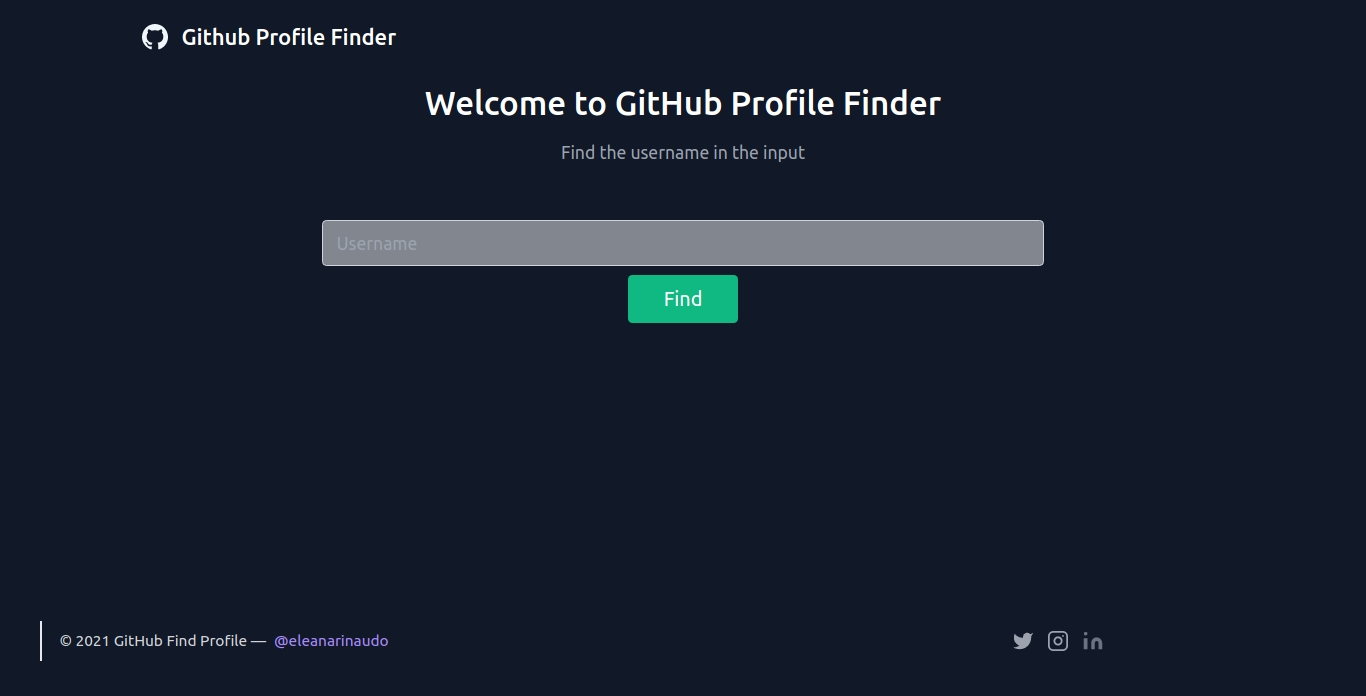 Github Profile Finder
Welcome to GitHub Profile Finder
Find the username in the input
Username
Find
© 2021 GitHub Find Profile — @eleanarinaudo